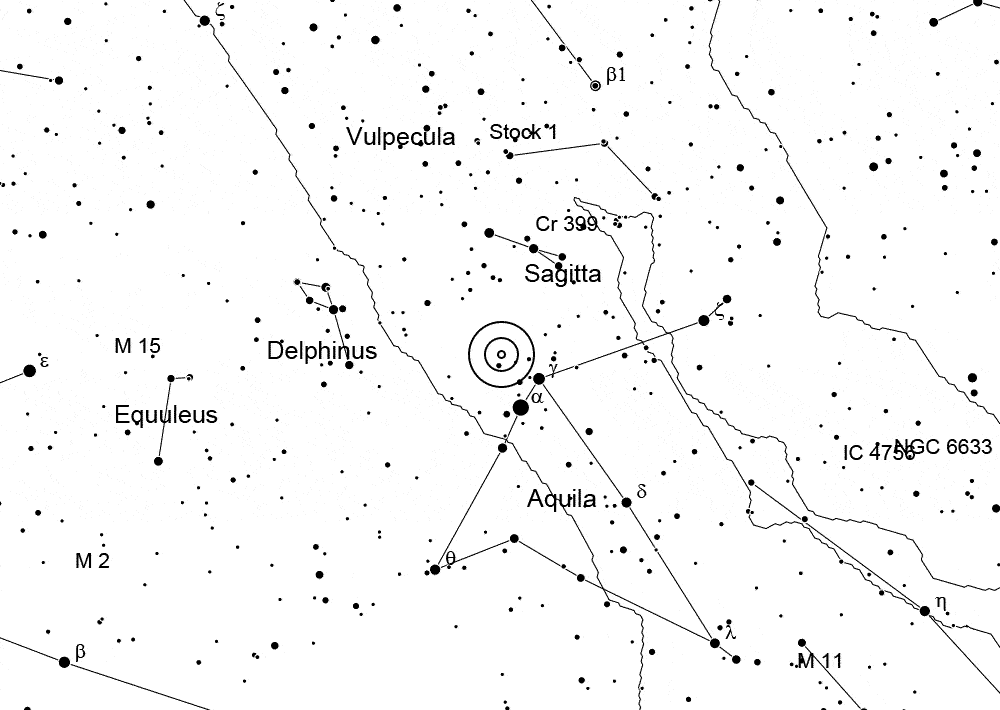 ζ
β1
Stock 1
Vulpecula
Cr 399
Sagitta
ζ
M 15
Delphinus
ε
γ
α
Equuleus
IC 4756
NGC 6633
Aquila
δ
M 2
θ
η
λ
β
M 11